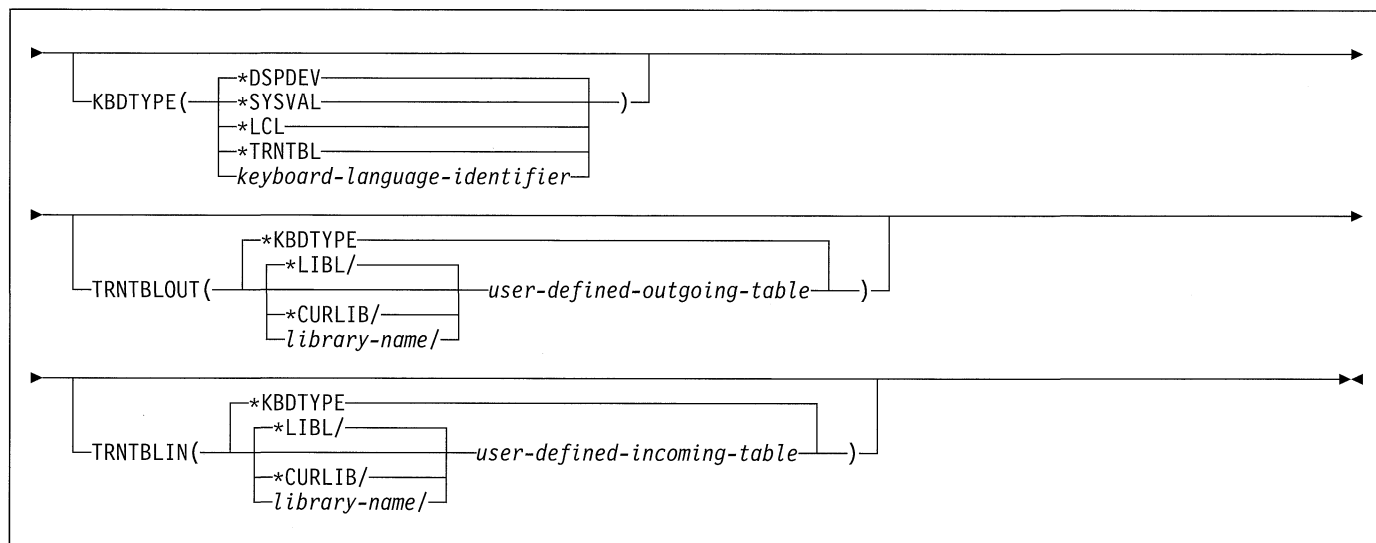 *DSPDEV
KBDTYPE( *SYSVAL )
*LCL
*TRNTBL
keyboard-language-identifier
*KBDTYPE
*LIBL/
TRNTBLOUT( user-defined-outgoing-table )
*CURLIB/
library-name/
*KBDTYPE
*LIBL/
TRNTBLIN( user-defined-incoming-table )
*CURLIB/
library-name/